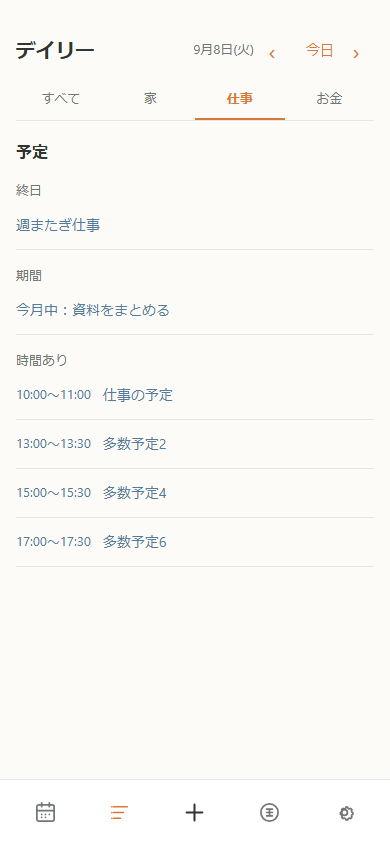 デイリー
9月8日(火) ‹ 今日 ›
すべて 家 仕事 お金
予定
終日
週またぎ仕事
期間
今月中：資料をまとめる
時間あり
10:00〜11:00 仕事の予定
13:00〜13:30 多数予定2
15:00〜15:30 多数予定4
17:00〜17:30 多数予定6